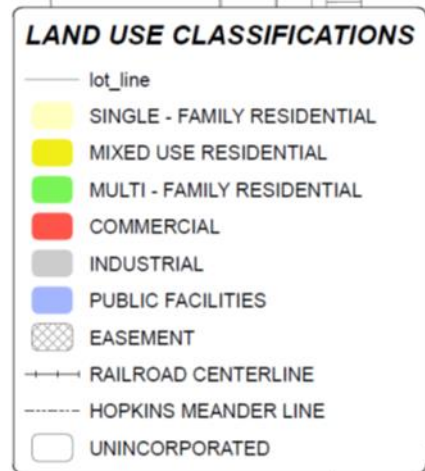 LAND USE CLASSIFICATIONS
lot_line
SINGLE - FAMILY RESIDENTIAL
MIXED USE RESIDENTIAL
MULTI - FAMILY RESIDENTIAL
COMMERCIAL
INDUSTRIAL
PUBLIC FACILITIES
EASEMENT
RAILROAD CENTERLINE
HOPKINS MEANDER LINE
UNINCORPORATED